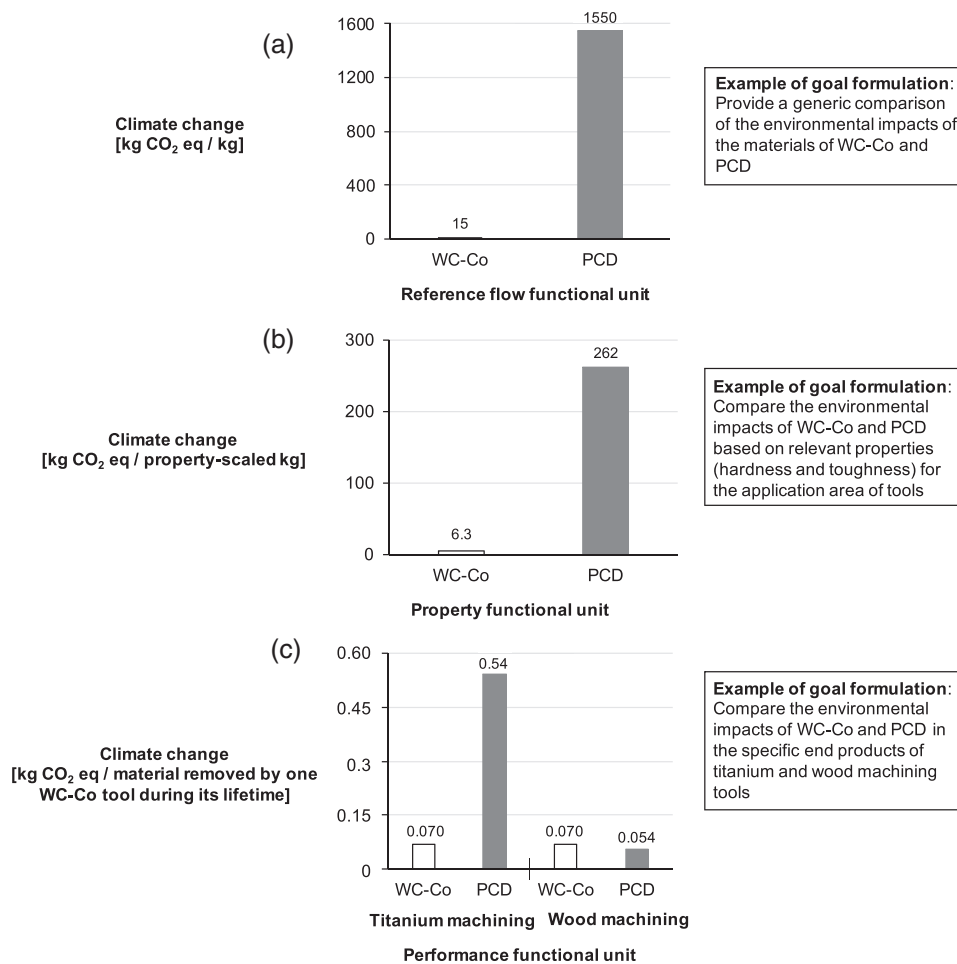 (a)
Climate change
[kg CO₂ eq / kg]
1600
1200
800
400
0
15
1550
WC-Co
PCD
Reference flow functional unit
Example of goal formulation:
Provide a generic comparison
of the environmental impacts of
the materials of WC-Co and
PCD
(b)
Climate change
[kg CO₂ eq / property-scaled kg]
300
200
100
0
6.3
262
WC-Co
PCD
Property functional unit
Example of goal formulation:
Compare the environmental
impacts of WC-Co and PCD
based on relevant properties
(hardness and toughness) for
the application area of tools
(c)
Climate change
[kg CO₂ eq / material removed by one
WC-Co tool during its lifetime]
0.60
0.45
0.3
0.15
0
0.070
0.54
0.070
0.054
WC-Co
PCD
WC-Co
PCD
Titanium machining
Wood machining
Performance functional unit
Example of goal formulation:
Compare the environmental
impacts of WC-Co and PCD in
the specific end products of
titanium and wood machining
tools